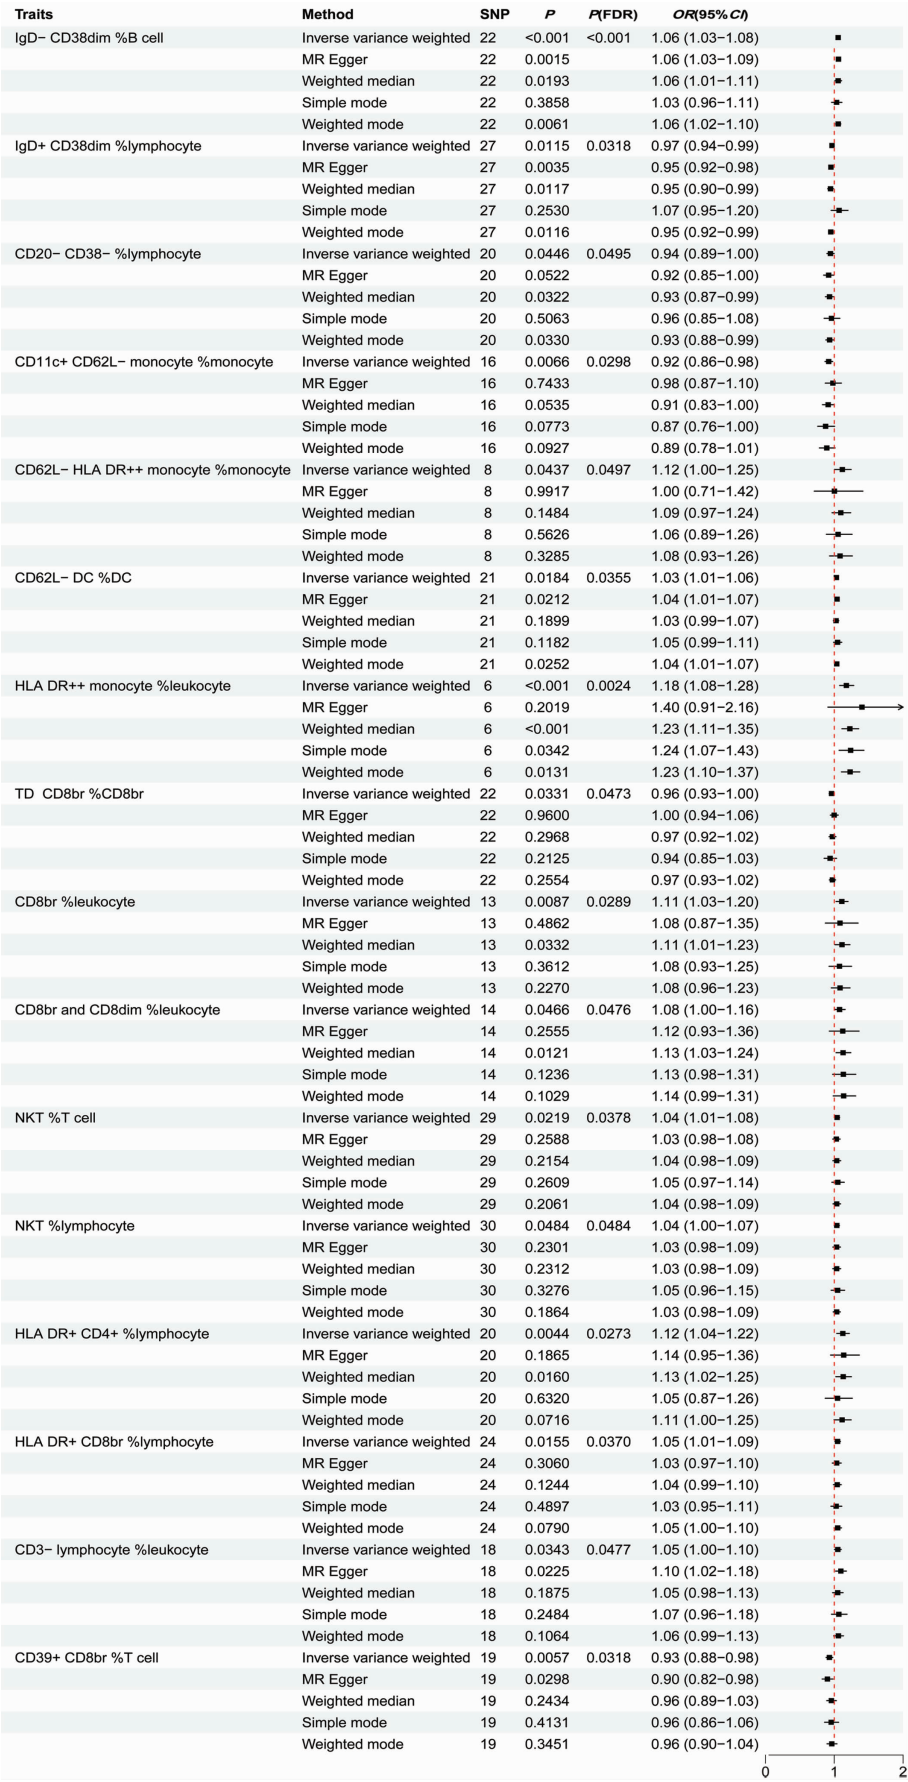 Traits Method SNP P P(FDR) OR(95%CI)
IgD− CD38dim %B cell Inverse variance weighted 22 <0.001 <0.001 1.06 (1.03−1.08)
MR Egger 22 0.0015 1.06 (1.03−1.09)
Weighted median 22 0.0193 1.06 (1.01−1.11)
Simple mode 22 0.3858 1.03 (0.96−1.11)
Weighted mode 22 0.0061 1.06 (1.02−1.10)
IgD+ CD38dim %lymphocyte Inverse variance weighted 27 0.0115 0.0318 0.97 (0.94−0.99)
MR Egger 27 0.0035 0.95 (0.92−0.98)
Weighted median 27 0.0117 0.95 (0.90−0.99)
Simple mode 27 0.2530 1.07 (0.95−1.20)
Weighted mode 27 0.0116 0.95 (0.92−0.99)
CD20− CD38− %lymphocyte Inverse variance weighted 20 0.0446 0.0495 0.94 (0.89−1.00)
MR Egger 20 0.0522 0.92 (0.85−1.00)
Weighted median 20 0.0322 0.93 (0.87−0.99)
Simple mode 20 0.5063 0.96 (0.85−1.08)
Weighted mode 20 0.0330 0.93 (0.88−0.99)
CD11c+ CD62L− monocyte %monocyte Inverse variance weighted 16 0.0066 0.0298 0.92 (0.86−0.98)
MR Egger 16 0.7433 0.98 (0.87−1.10)
Weighted median 16 0.0535 0.91 (0.83−1.00)
Simple mode 16 0.0773 0.87 (0.76−1.00)
Weighted mode 16 0.0927 0.89 (0.78−1.01)
CD62L− HLA DR++ monocyte %monocyte Inverse variance weighted 8 0.0437 0.0497 1.12 (1.00−1.25)
MR Egger 8 0.9917 1.00 (0.71−1.42)
Weighted median 8 0.1484 1.09 (0.97−1.24)
Simple mode 8 0.5626 1.06 (0.89−1.26)
Weighted mode 8 0.3285 1.08 (0.93−1.26)
CD62L− DC %DC Inverse variance weighted 21 0.0184 0.0355 1.03 (1.01−1.06)
MR Egger 21 0.0212 1.04 (1.01−1.07)
Weighted median 21 0.1899 1.03 (0.99−1.07)
Simple mode 21 0.1182 1.05 (0.99−1.11)
Weighted mode 21 0.0252 1.04 (1.01−1.07)
HLA DR++ monocyte %leukocyte Inverse variance weighted 6 <0.001 0.0024 1.18 (1.08−1.28)
MR Egger 6 0.2019 1.40 (0.91−2.16)
Weighted median 6 <0.001 1.23 (1.11−1.35)
Simple mode 6 0.0342 1.24 (1.07−1.43)
Weighted mode 6 0.0131 1.23 (1.10−1.37)
TD CD8br %CD8br Inverse variance weighted 22 0.0331 0.0473 0.96 (0.93−1.00)
MR Egger 22 0.9600 1.00 (0.94−1.06)
Weighted median 22 0.2968 0.97 (0.92−1.02)
Simple mode 22 0.2125 0.94 (0.85−1.03)
Weighted mode 22 0.2554 0.97 (0.93−1.02)
CD8br %leukocyte Inverse variance weighted 13 0.0087 0.0289 1.11 (1.03−1.20)
MR Egger 13 0.4862 1.08 (0.87−1.35)
Weighted median 13 0.0332 1.11 (1.01−1.23)
Simple mode 13 0.3612 1.08 (0.93−1.25)
Weighted mode 13 0.2270 1.08 (0.96−1.23)
CD8br and CD8dim %leukocyte Inverse variance weighted 14 0.0466 0.0476 1.08 (1.00−1.16)
MR Egger 14 0.2555 1.12 (0.93−1.36)
Weighted median 14 0.0121 1.13 (1.03−1.24)
Simple mode 14 0.1236 1.13 (0.98−1.31)
Weighted mode 14 0.1029 1.14 (0.99−1.31)
NKT %T cell Inverse variance weighted 29 0.0219 0.0378 1.04 (1.01−1.08)
MR Egger 29 0.2588 1.03 (0.98−1.08)
Weighted median 29 0.2154 1.04 (0.98−1.09)
Simple mode 29 0.2609 1.05 (0.97−1.14)
Weighted mode 29 0.2061 1.04 (0.98−1.09)
NKT %lymphocyte Inverse variance weighted 30 0.0484 0.0484 1.04 (1.00−1.07)
MR Egger 30 0.2301 1.03 (0.98−1.09)
Weighted median 30 0.2312 1.03 (0.98−1.09)
Simple mode 30 0.3276 1.05 (0.96−1.15)
Weighted mode 30 0.1864 1.03 (0.98−1.09)
HLA DR+ CD4+ %lymphocyte Inverse variance weighted 20 0.0044 0.0273 1.12 (1.04−1.22)
MR Egger 20 0.1865 1.14 (0.95−1.36)
Weighted median 20 0.0160 1.13 (1.02−1.25)
Simple mode 20 0.6320 1.05 (0.87−1.26)
Weighted mode 20 0.0716 1.11 (1.00−1.25)
HLA DR+ CD8br %lymphocyte Inverse variance weighted 24 0.0155 0.0370 1.05 (1.01−1.09)
MR Egger 24 0.3060 1.03 (0.97−1.10)
Weighted median 24 0.1244 1.04 (0.99−1.10)
Simple mode 24 0.4897 1.03 (0.95−1.11)
Weighted mode 24 0.0790 1.05 (1.00−1.10)
CD3− lymphocyte %leukocyte Inverse variance weighted 18 0.0343 0.0477 1.05 (1.00−1.10)
MR Egger 18 0.0225 1.10 (1.02−1.18)
Weighted median 18 0.1875 1.05 (0.98−1.13)
Simple mode 18 0.2484 1.07 (0.96−1.18)
Weighted mode 18 0.1064 1.06 (0.99−1.13)
CD39+ CD8br %T cell Inverse variance weighted 19 0.0057 0.0318 0.93 (0.88−0.98)
MR Egger 19 0.0298 0.90 (0.82−0.98)
Weighted median 19 0.2434 0.96 (0.89−1.03)
Simple mode 19 0.4131 0.96 (0.86−1.06)
Weighted mode 19 0.3451 0.96 (0.90−1.04)
0 1 2